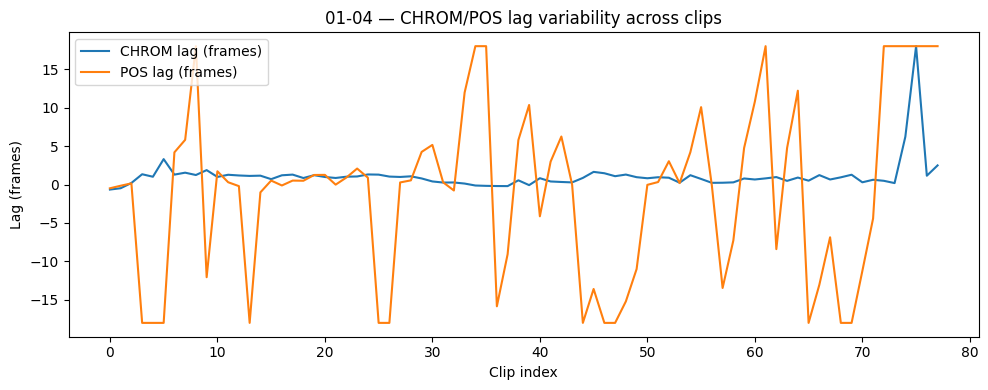 01-04 — CHROM/POS lag variability across clips
CHROM lag (frames)
POS lag (frames)
Lag (frames)
15
10
5
0
−5
−10
−15
0 10 20 30 40 50 60 70 80
Clip index